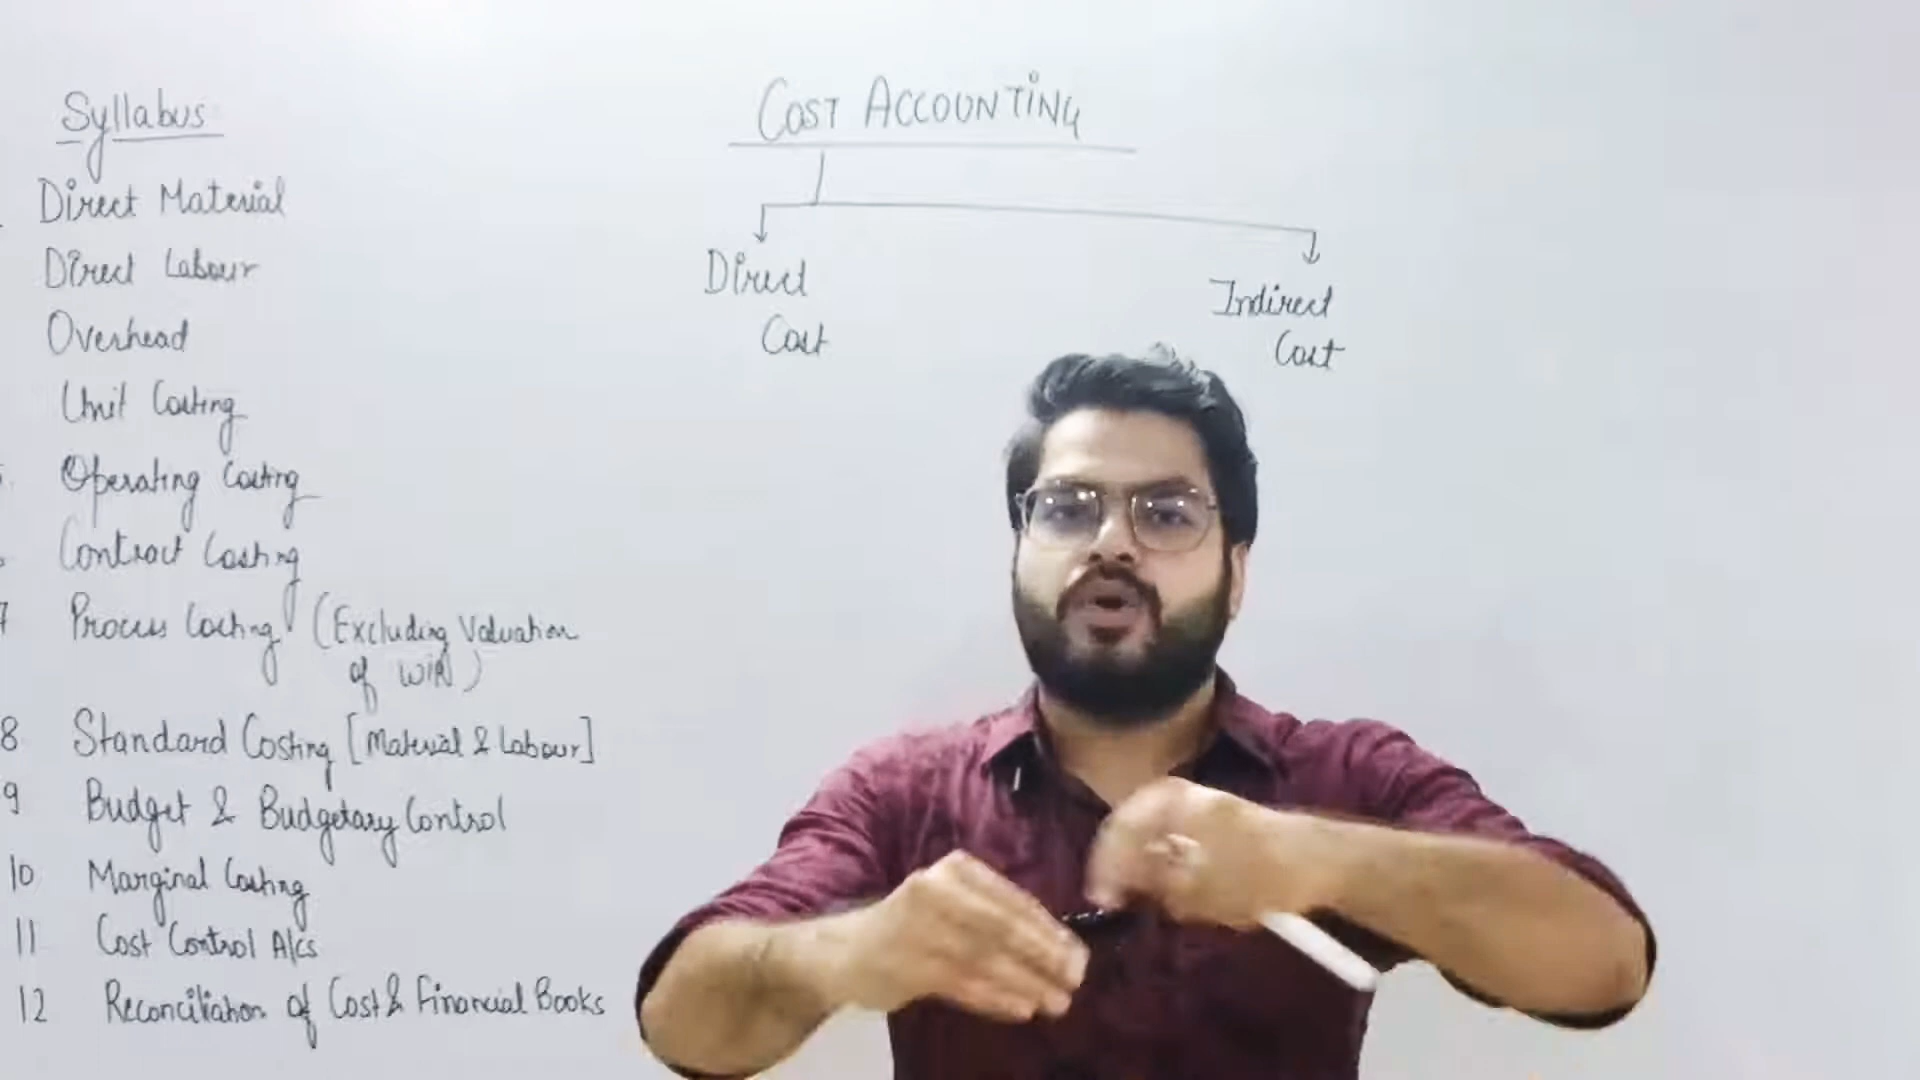 Syllabus
Direct Material
Direct Labour
Overhead
Unit Costing
Operating Costing
Contract Costing
7 Process Costing (Excluding Valuation
of WIP)
8 Standard Costing [Material & Labour]
9 Budget & Budgetary Control
10 Marginal Costing
11 Cost Control A/cs
12 Reconciliation of Cost & Financial Books
COST ACCOUNTING
Direct
Cost
Indirect
Cost